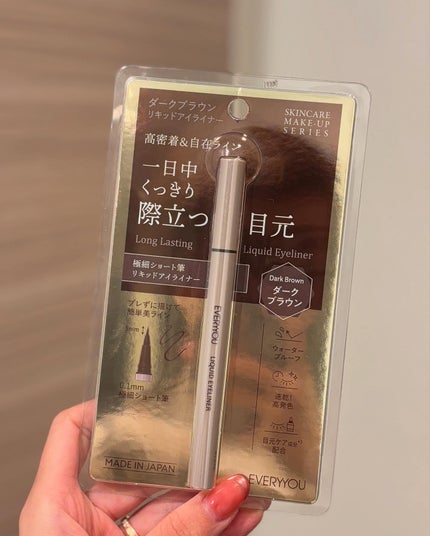 ダークブラウン
リキッドアイライナー
SKINCARE
MAKE-UP
SERIES
高密着&自在ライン
一日中
くっきり
際立つ 目元
Long Lasting Liquid Eyeliner
極細ショート筆
リキッドアイライナー
Dark Brown
ダーク
ブラウン
ブレずに描けて
簡単美ライン
0.1mm
極細ショート筆
ウォーター
プルーフ
速乾!
高発色
目元ケア成分*
配合
EVERYYOU LIQUID EYELINER
MADE IN JAPAN
EVERYYOU